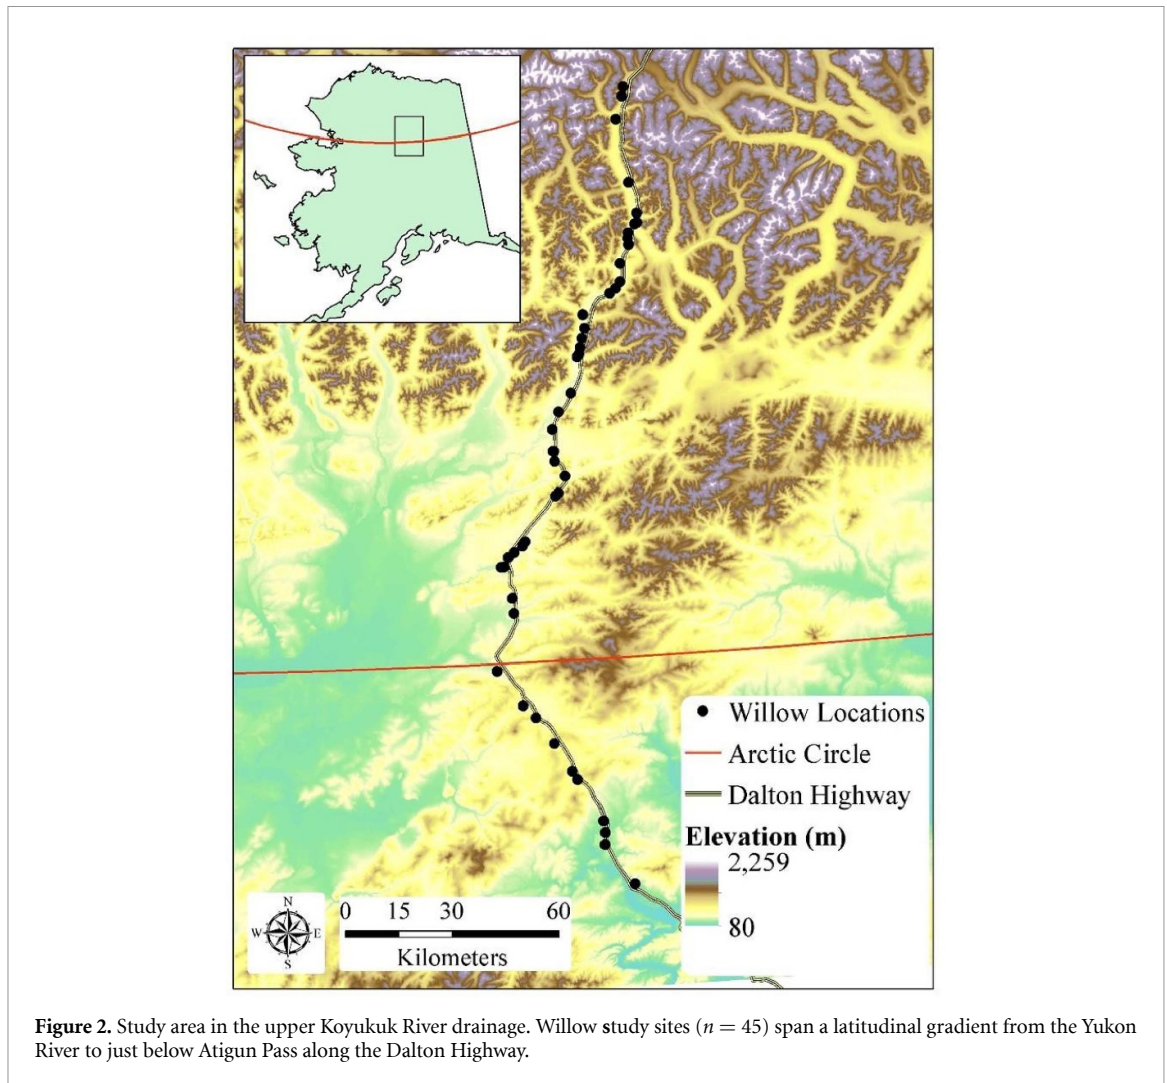 Willow Locations
Arctic Circle
Dalton Highway
Elevation (m)
2,259
80
N
W E
S
0 15 30 60
Kilometers
Figure 2. Study area in the upper Koyukuk River drainage. Willow study sites (n = 45) span a latitudinal gradient from the Yukon
River to just below Atigun Pass along the Dalton Highway.